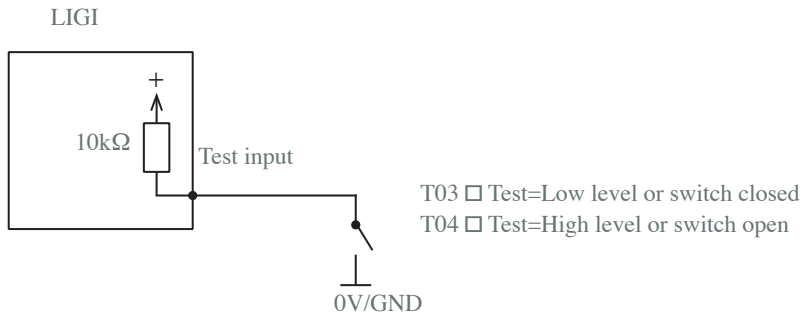 LIGI
+
10kΩ
Test input
T03 □ Test=Low level or switch closed
T04 □ Test=High level or switch open
0V/GND